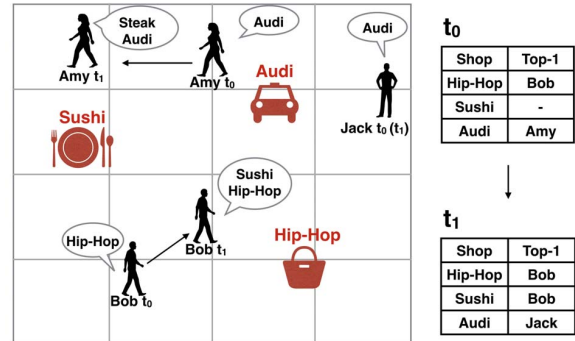 Steak
Audi
Amy t1
Audi
Amy t0
Audi
Jack t0 (t1)
Audi
Sushi
Sushi
Hip-Hop
Bob t1
Hip-Hop
Bob t0
Hip-Hop
t0
Shop Top-1
Hip-Hop Bob
Sushi -
Audi Amy
t1
Shop Top-1
Hip-Hop Bob
Sushi Bob
Audi Jack